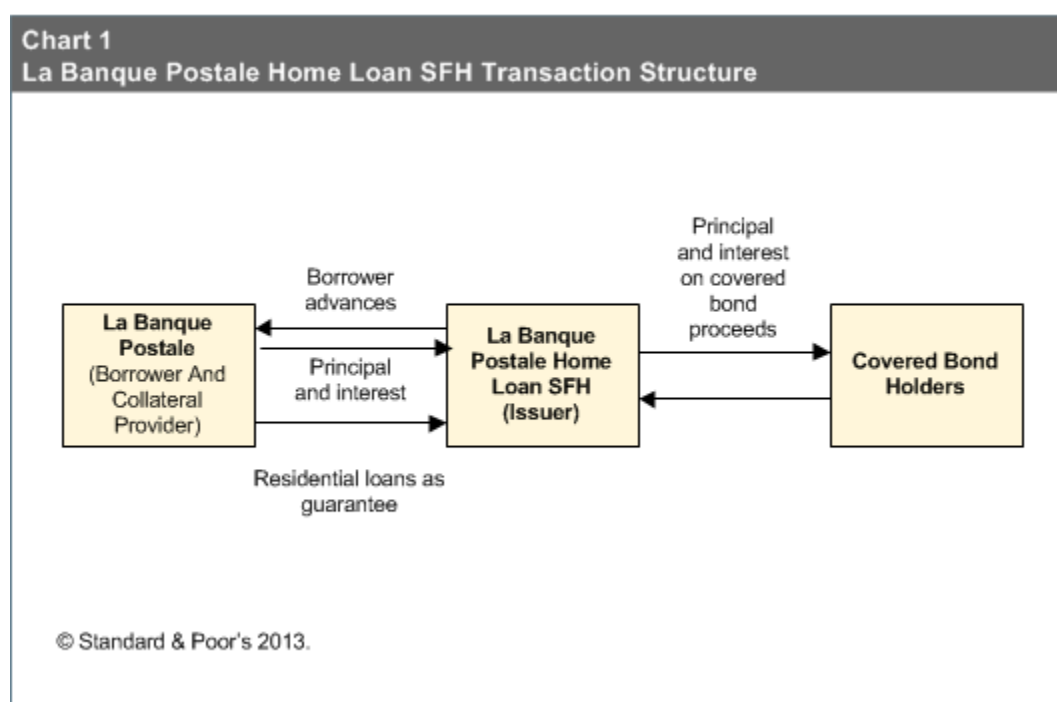 Chart 1
La Banque Postale Home Loan SFH Transaction Structure
Principal
and interest
on covered
bond
proceeds
Borrower
advances
La Banque
Postale
(Borrower And
Collateral
Provider)
Principal
and interest
La Banque
Postale Home
Loan SFH
(Issuer)
Covered Bond
Holders
Residential loans as
guarantee
© Standard & Poor's 2013.